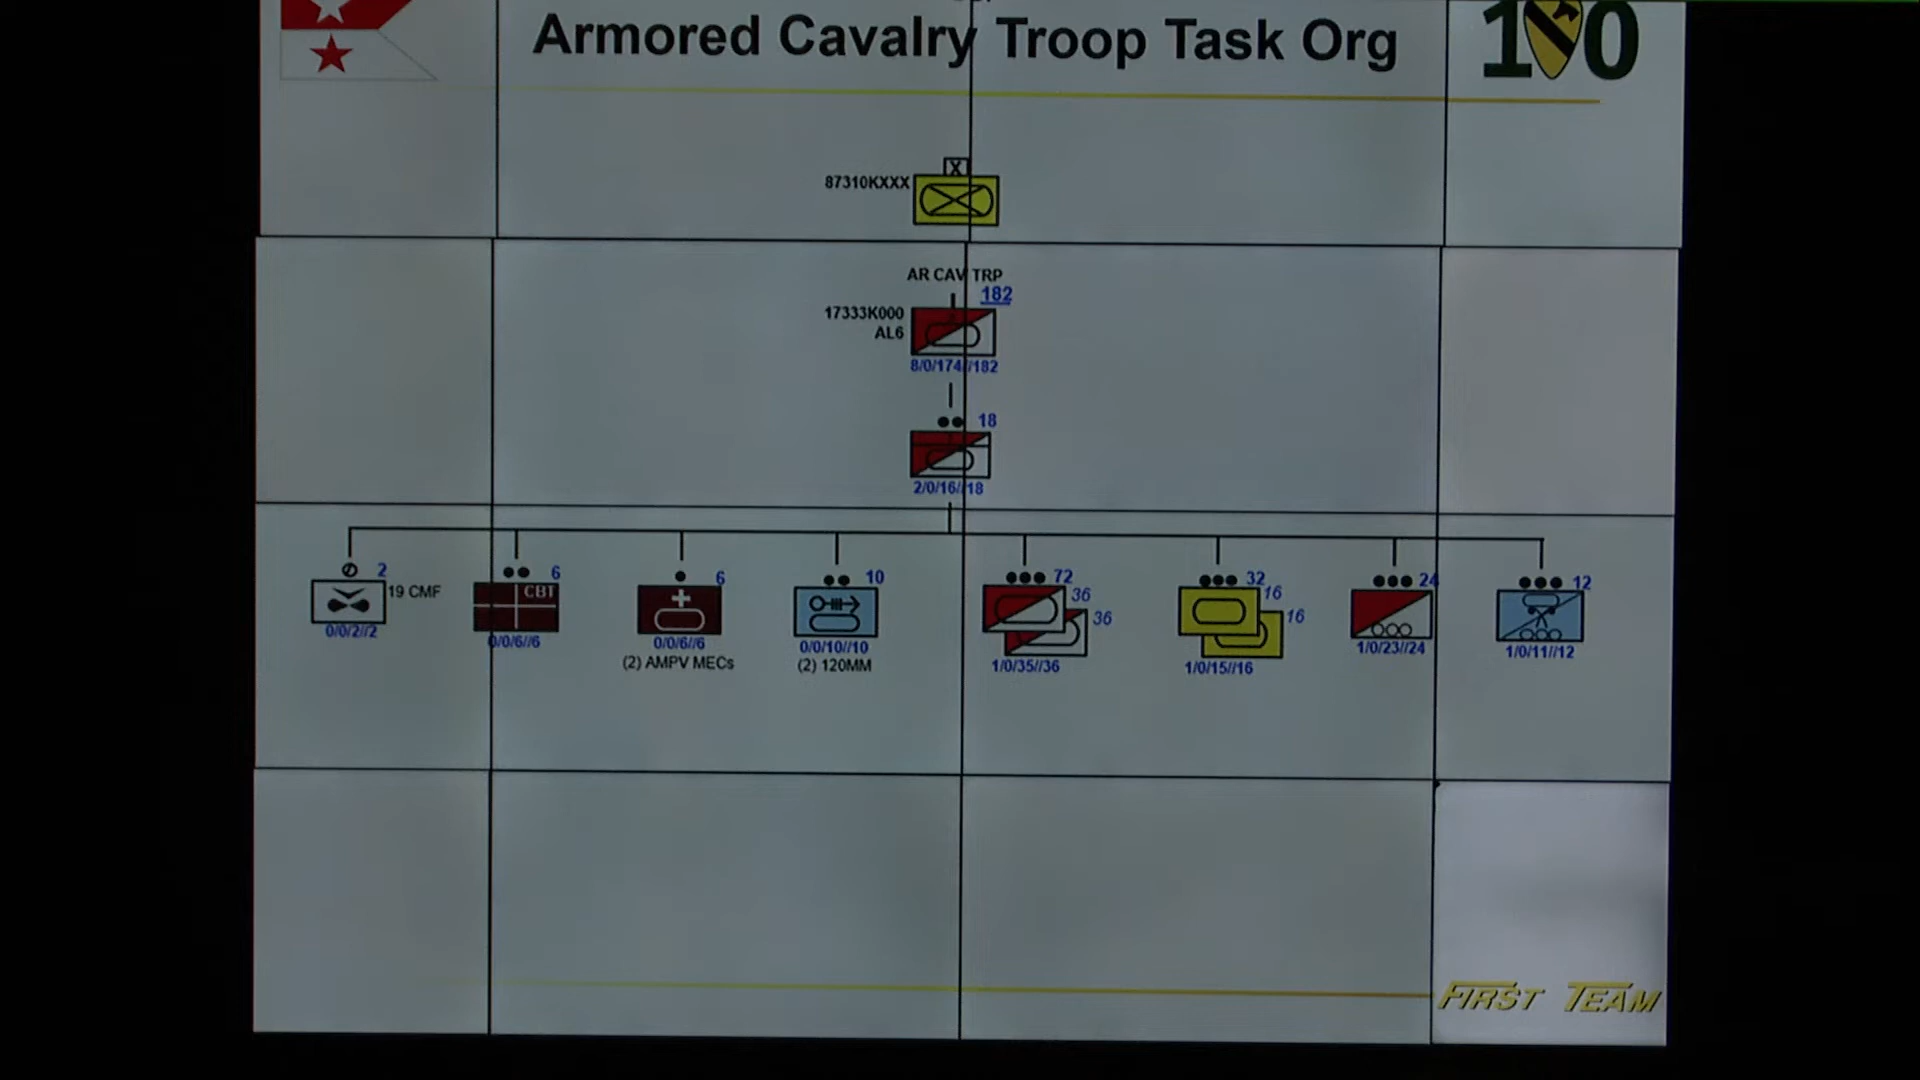 Armored Cavalry Troop Task Org
100
X
87310KXXX
AR CAV TRP
182
17333K000
AL6
8/0/174//182
18
2/0/16//18
2
19 CMF
0/0/2//2
6
CBT
0/0/6//6
6
0/0/6//6
(2) AMPV MECs
10
0/0/10//10
(2) 120MM
72
36
36
1/0/35//36
32
16
16
1/0/15//16
24
1/0/23//24
12
1/0/11//12
FIRST TEAM